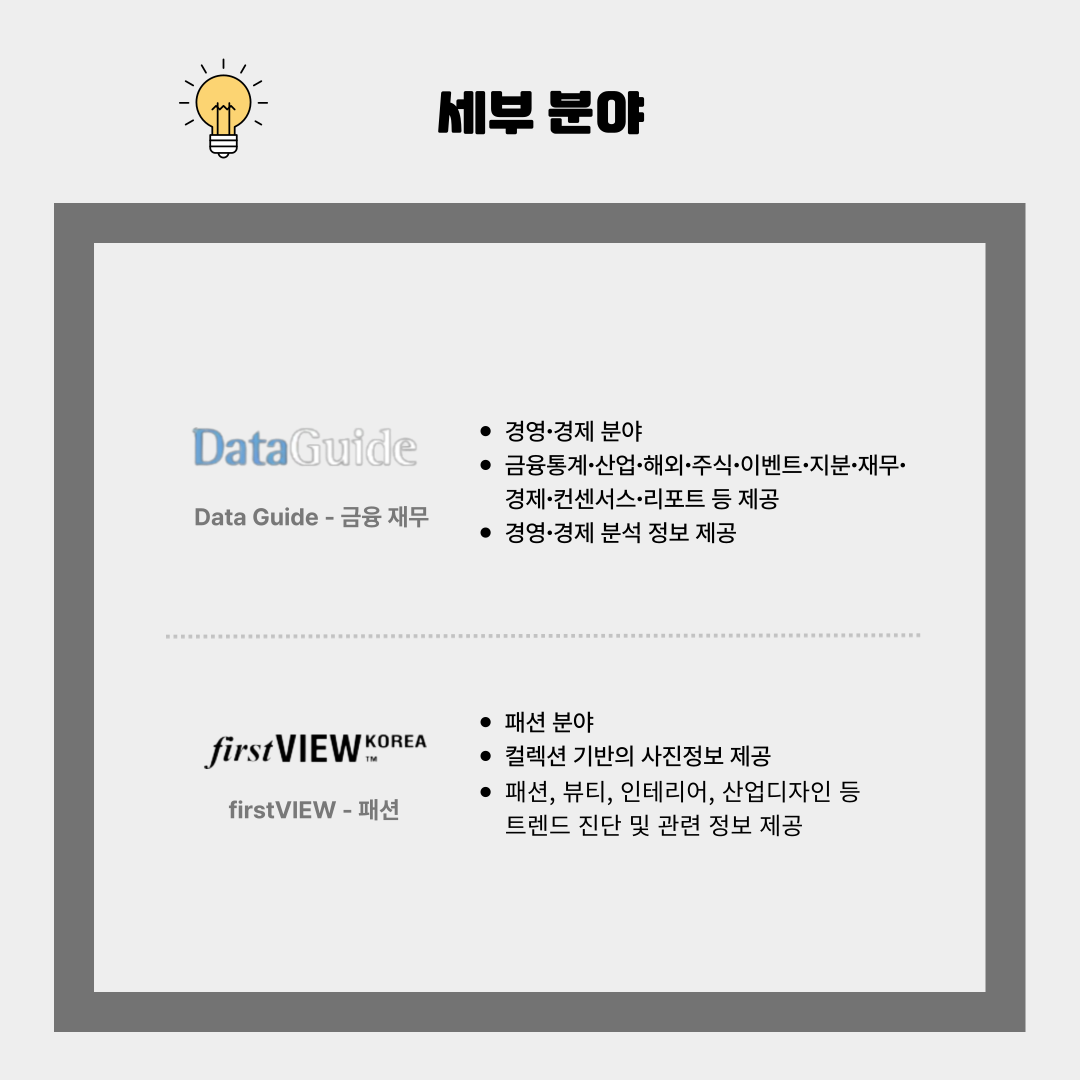 세부 분야
DataGuide
Data Guide - 금융 재무
• 경영•경제 분야
• 금융통계•산업•해외•주식•이벤트•지분•재무•
경제•컨센서스•리포트 등 제공
• 경영•경제 분석 정보 제공
firstVIEW KOREA
TM
firstVIEW - 패션
• 패션 분야
• 컬렉션 기반의 사진정보 제공
• 패션, 뷰티, 인테리어, 산업디자인 등
트렌드 진단 및 관련 정보 제공